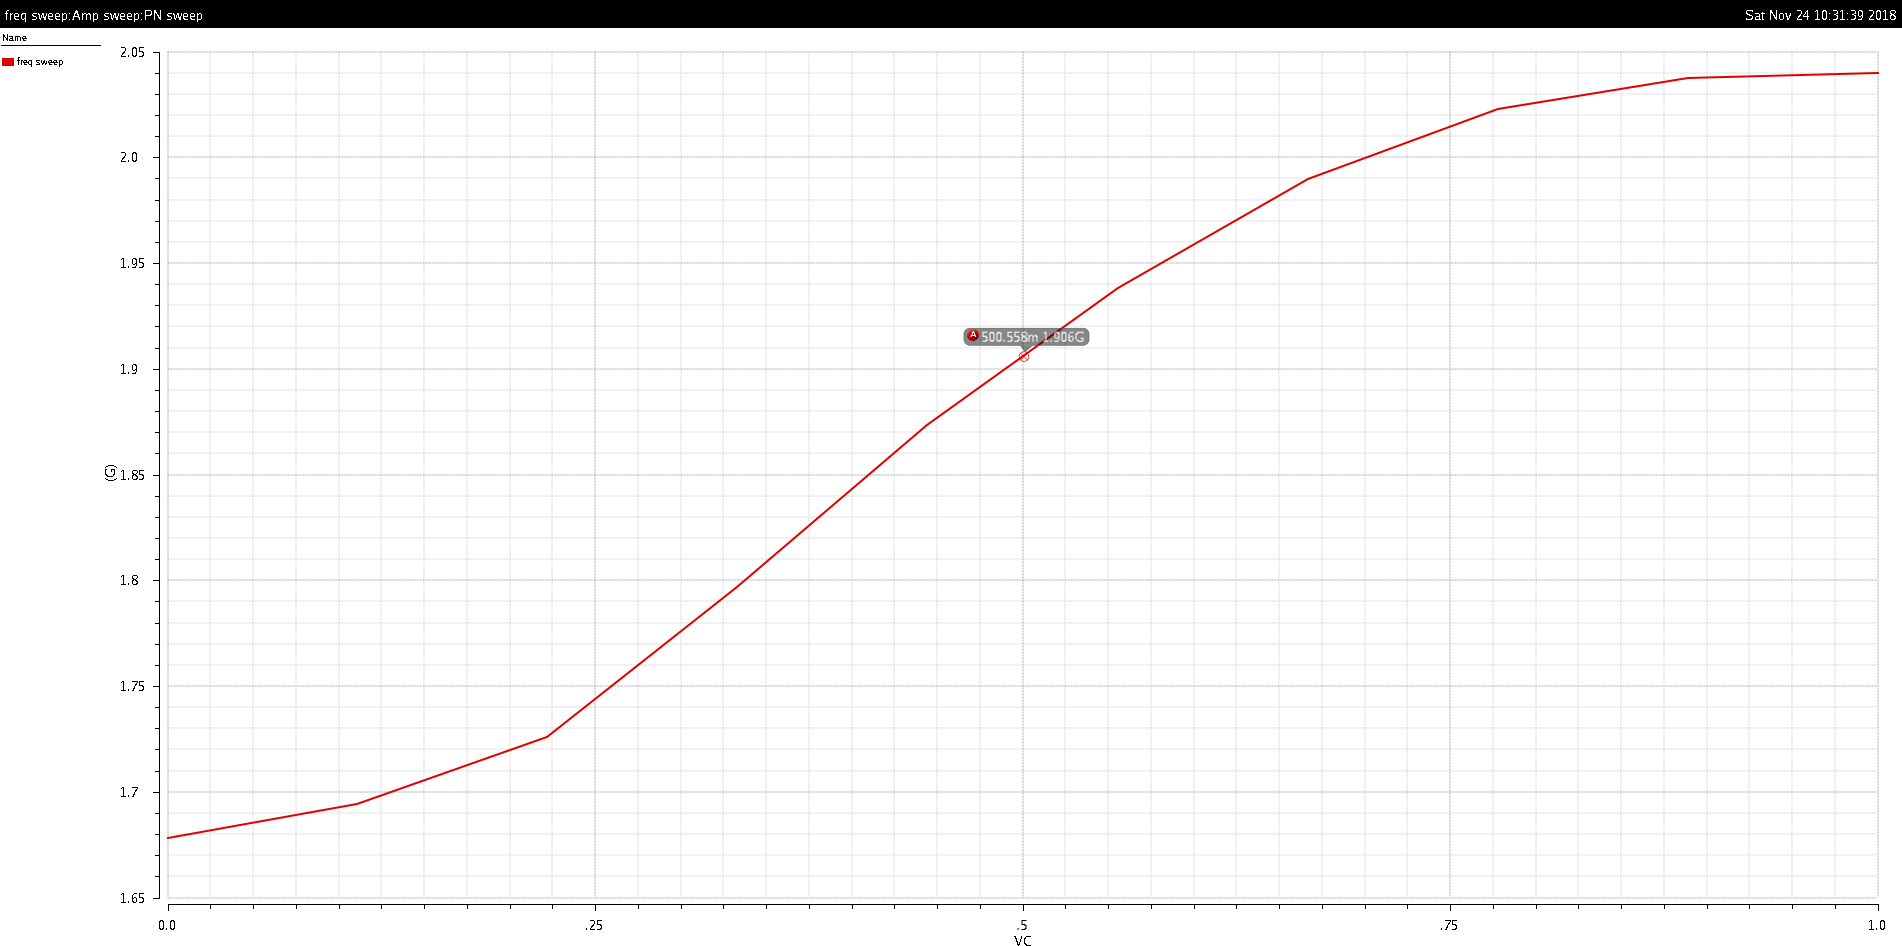 freq sweep:Amp sweep:PN sweep
Sat Nov 24 10:31:39 2018
Name
freq sweep
2.05
2.0
1.95
1.9
1.85
1.8
1.75
1.7
1.65
(G)
A 500.558m 1.906G
0.0 .25 .5 .75 1.0
VC